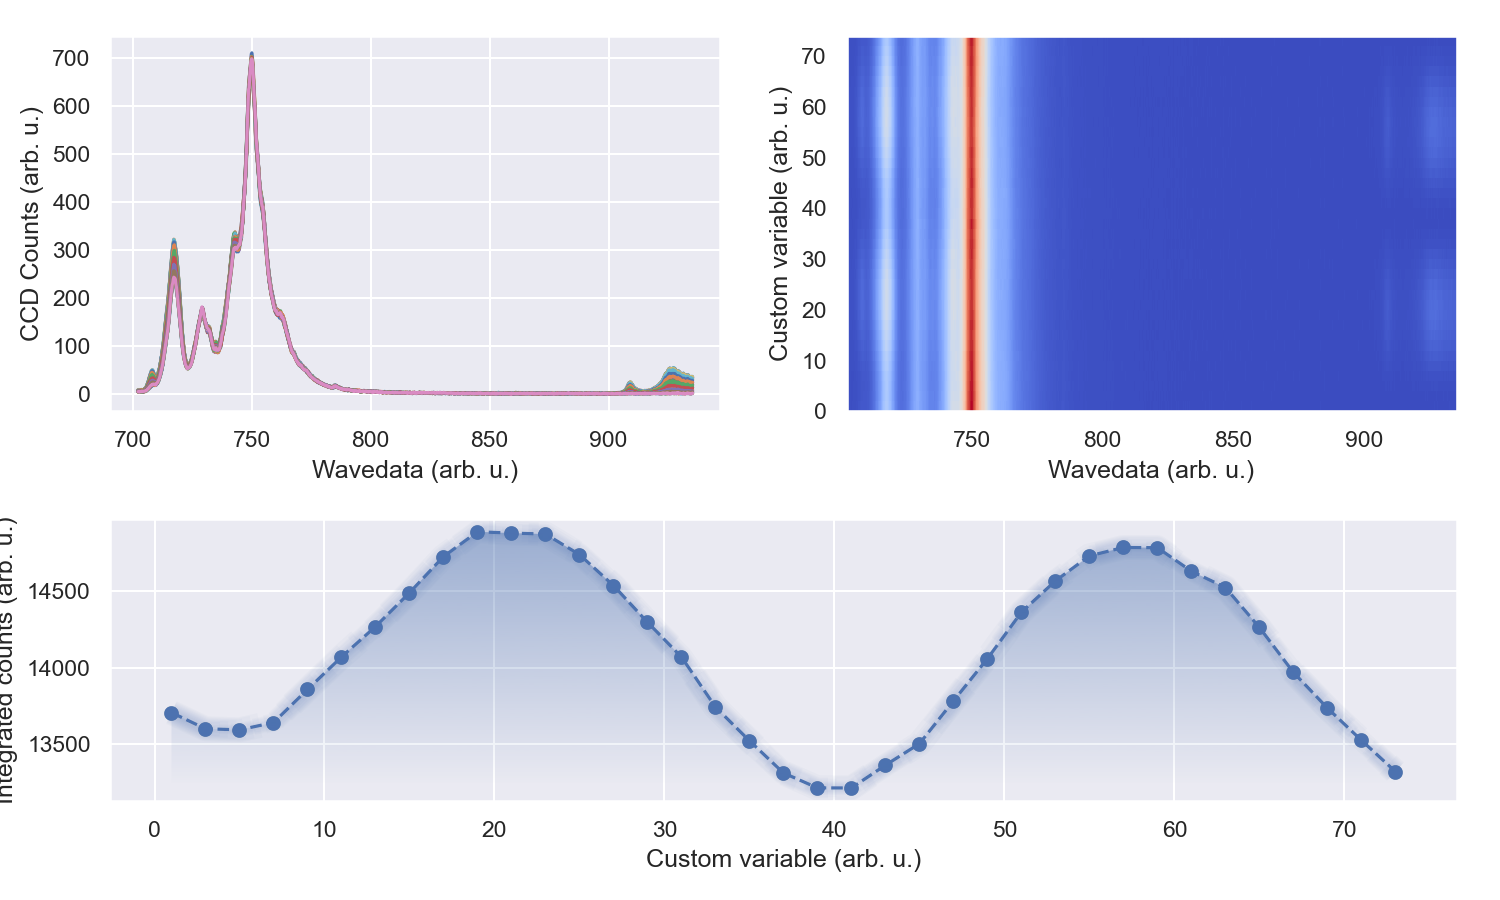 700
600
500
400
300
200
100
0
CCD Counts (arb. u.)
700 750 800 850 900
Wavedata (arb. u.)
70
60
50
40
30
20
10
0
Custom variable (arb. u.)
750 800 850 900
Wavedata (arb. u.)
14500
14000
13500
Integrated counts (arb. u.)
0 10 20 30 40 50 60 70
Custom variable (arb. u.)